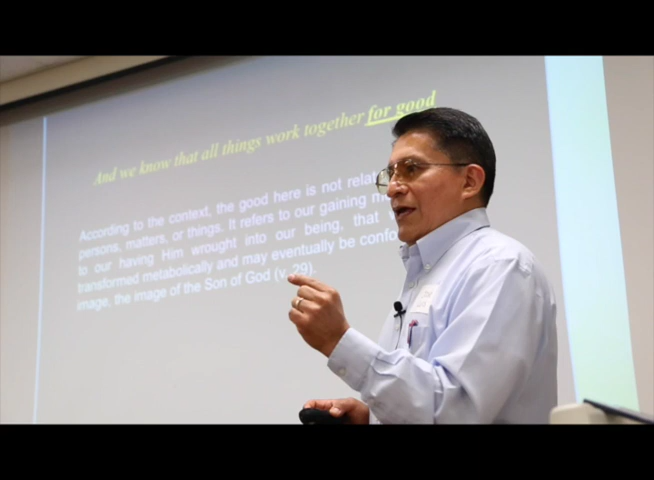 And we know that all things work together for good
According to the context, the good here is not
persons, matters, or things. It refers to our gaining
to our having Him wrought into our being, that
transformed metabolically and may eventually be
image, the image of the Son of God (v. 29).